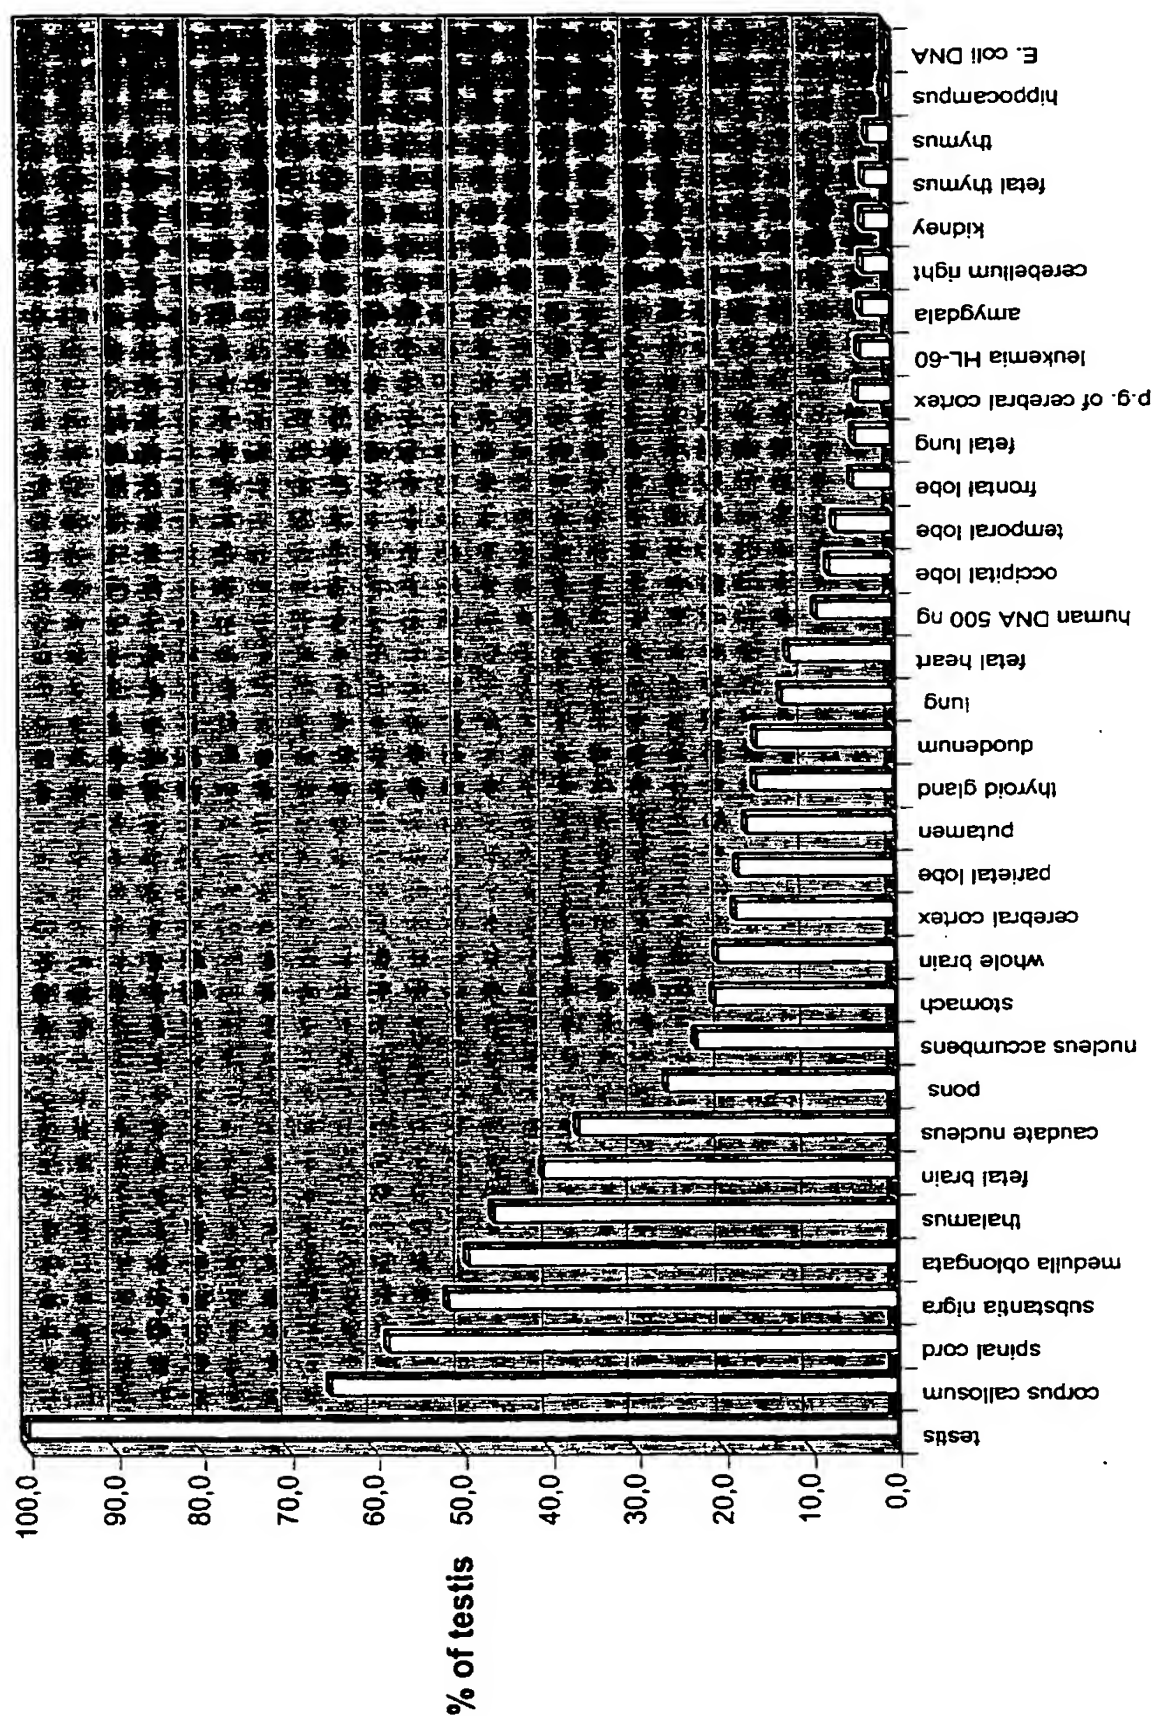 % of testis
100,0
90,0
80,0
70,0
60,0
50,0
40,0
30,0
20,0
10,0
0,0
testis
corpus callosum
spinal cord
substantia nigra
medulla oblongata
thalamus
fetal brain
caudate nucleus
pons
nucleus accumbens
stomach
whole brain
cerebral cortex
parietal lobe
putamen
thyroid gland
duodenum
lung
fetal heart
human DNA 500 ng
occipital lobe
temporal lobe
frontal lobe
fetal lung
p.g. of cerebral cortex
leukemia HL-60
amygdala
cerebellum right
kidney
fetal thymus
thymus
hippocampus
E. coli DNA